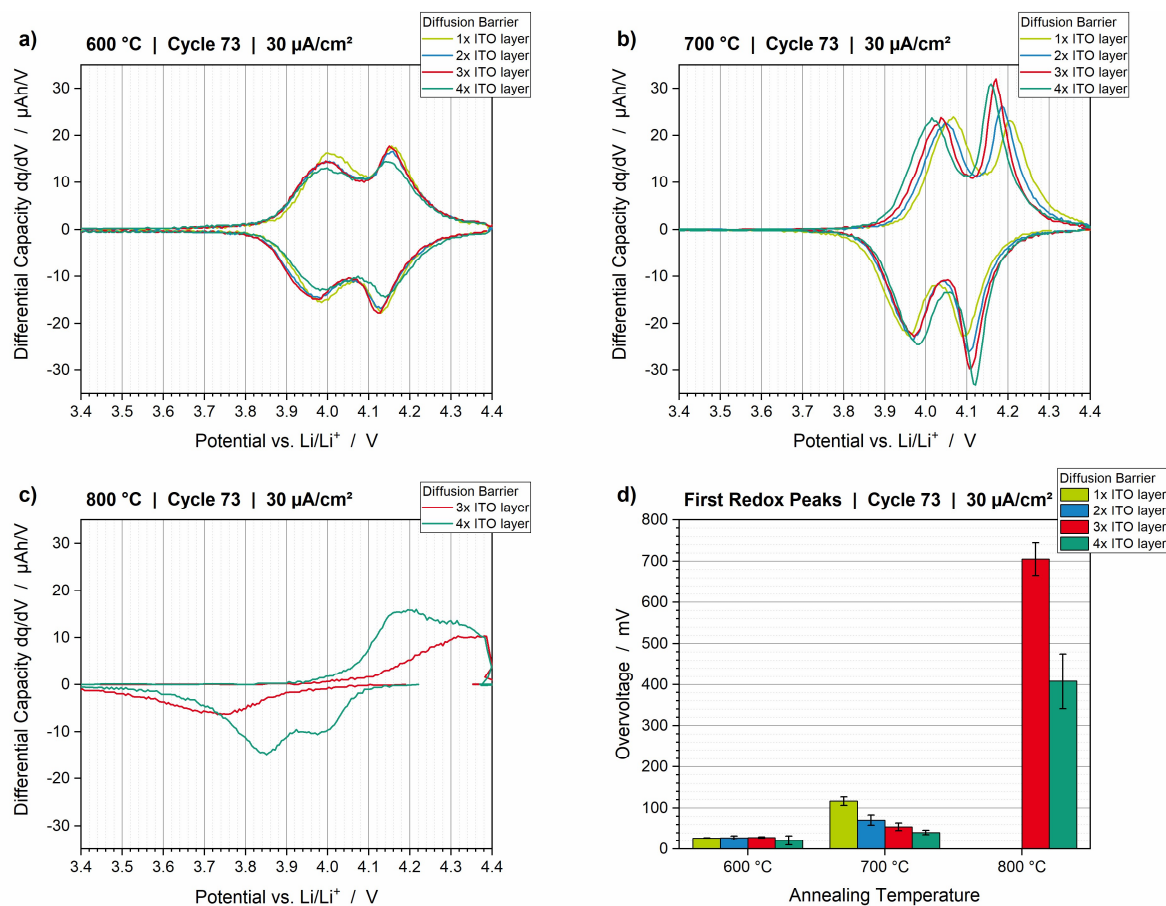 a) 600 °C | Cycle 73 | 30 µA/cm²
Diffusion Barrier
1x ITO layer
2x ITO layer
3x ITO layer
4x ITO layer
Differential Capacity dq/dV / µAh/V
30
20
10
0
-10
-20
-30
3.4 3.5 3.6 3.7 3.8 3.9 4.0 4.1 4.2 4.3 4.4
Potential vs. Li/Li⁺ / V
b) 700 °C | Cycle 73 | 30 µA/cm²
Diffusion Barrier
1x ITO layer
2x ITO layer
3x ITO layer
4x ITO layer
Differential Capacity dq/dV / µAh/V
30
20
10
0
-10
-20
-30
3.4 3.5 3.6 3.7 3.8 3.9 4.0 4.1 4.2 4.3 4.4
Potential vs. Li/Li⁺ / V
c) 800 °C | Cycle 73 | 30 µA/cm²
Diffusion Barrier
3x ITO layer
4x ITO layer
Differential Capacity dq/dV / µAh/V
30
20
10
0
-10
-20
-30
3.4 3.5 3.6 3.7 3.8 3.9 4.0 4.1 4.2 4.3 4.4
Potential vs. Li/Li⁺ / V
d) First Redox Peaks | Cycle 73 | 30 µA/cm²
Diffusion Barrier
1x ITO layer
2x ITO layer
3x ITO layer
4x ITO layer
Overvoltage / mV
800
700
600
500
400
300
200
100
0
600 °C 700 °C 800 °C
Annealing Temperature